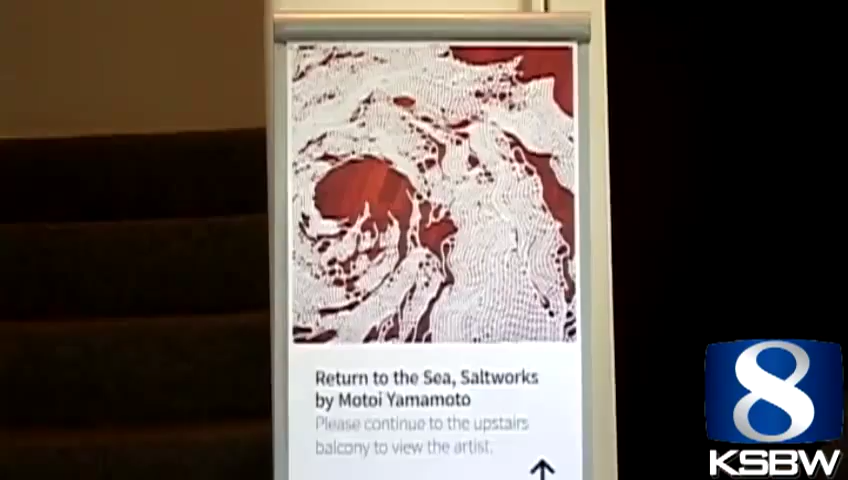 Return to the Sea, Saltworks
by Motoi Yamamoto
Please continue to the upstairs
balcony to view the artist.
8
KSBW